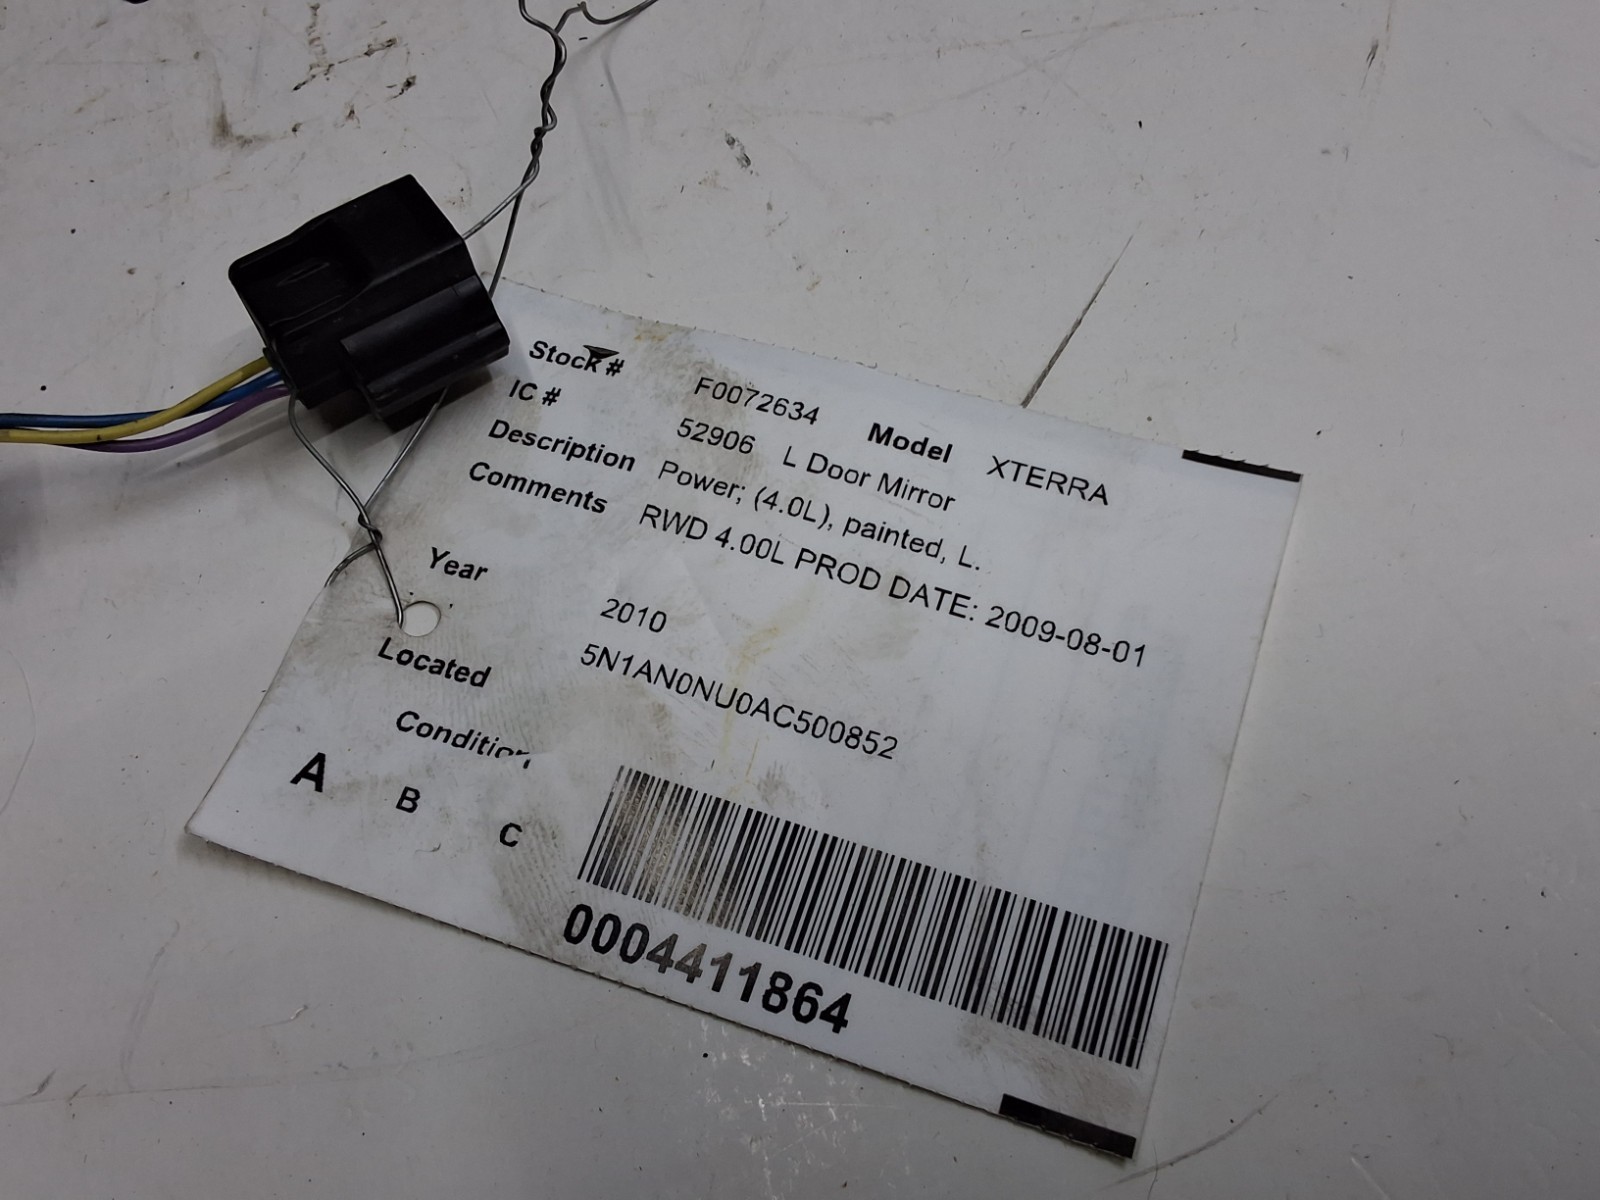 Stock # F0072634 Model XTERRA
IC # 52906 L Door Mirror
Description Power; (4.0L), painted, L.
Comments RWD 4.00L PROD DATE: 2009-08-01
Year 2010
5N1AN0NU0AC500852
Located
Condition
A B C
0004411864